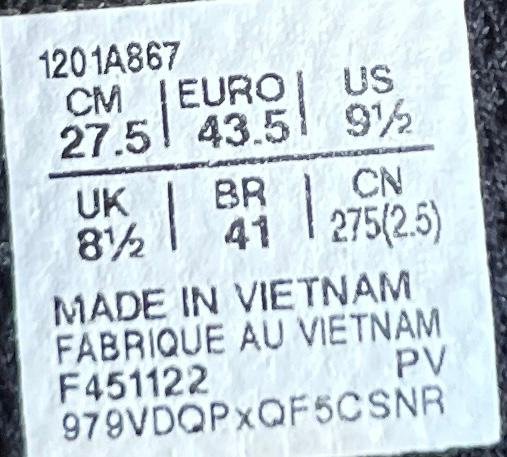 1201A867
CM | EURO | US
27.5 | 43.5 | 9½
UK | BR | CN
8½ | 41 | 275(2.5)
MADE IN VIETNAM
FABRIQUE AU VIETNAM
F451122 PV
979VDQPxQF5CSNR